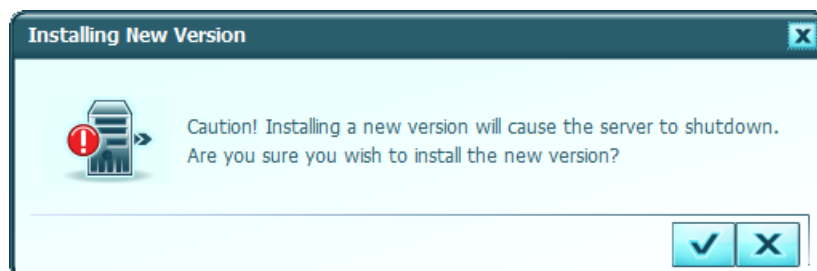 Installing New Version
Caution! Installing a new version will cause the server to shutdown.
Are you sure you wish to install the new version?